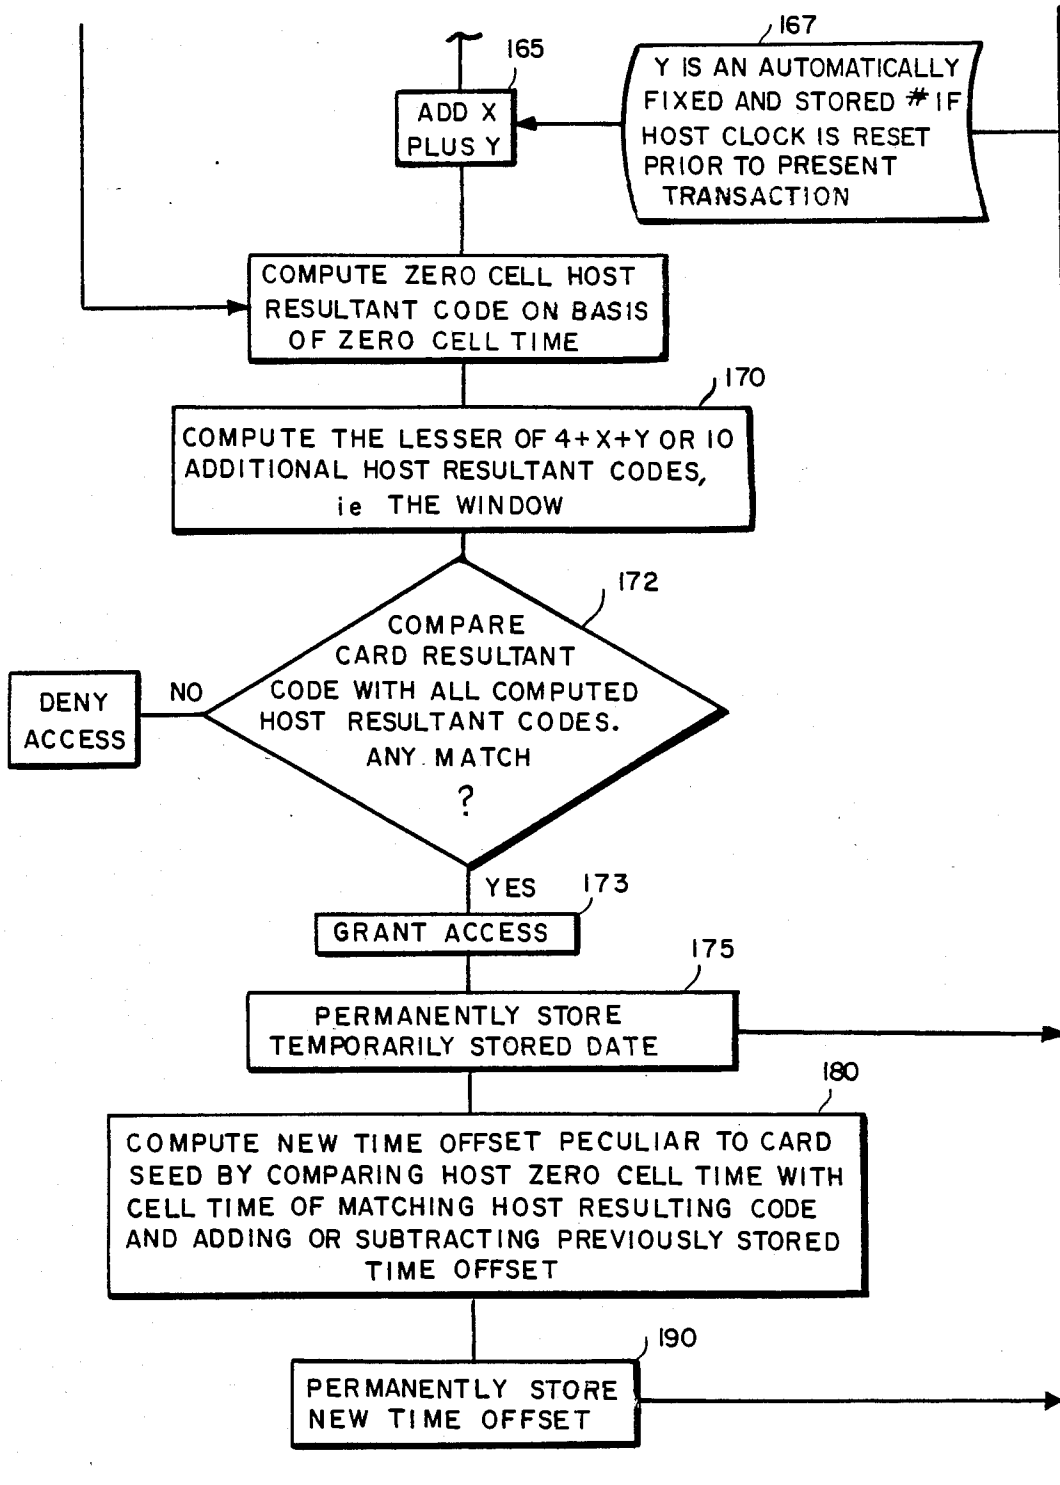 167
165
Y IS AN AUTOMATICALLY
FIXED AND STORED # IF
HOST CLOCK IS RESET
PRIOR TO PRESENT
TRANSACTION
ADD X
PLUS Y
COMPUTE ZERO CELL HOST
RESULTANT CODE ON BASIS
OF ZERO CELL TIME
170
COMPUTE THE LESSER OF 4+X+Y OR 10
ADDITIONAL HOST RESULTANT CODES,
ie THE WINDOW
172
COMPARE
CARD RESULTANT
CODE WITH ALL COMPUTED
HOST RESULTANT CODES.
ANY MATCH
?
NO
DENY
ACCESS
YES
173
GRANT ACCESS
175
PERMANENTLY STORE
TEMPORARILY STORED DATE
180
COMPUTE NEW TIME OFFSET PECULIAR TO CARD
SEED BY COMPARING HOST ZERO CELL TIME WITH
CELL TIME OF MATCHING HOST RESULTING CODE
AND ADDING OR SUBTRACTING PREVIOUSLY STORED
TIME OFFSET
190
PERMANENTLY STORE
NEW TIME OFFSET